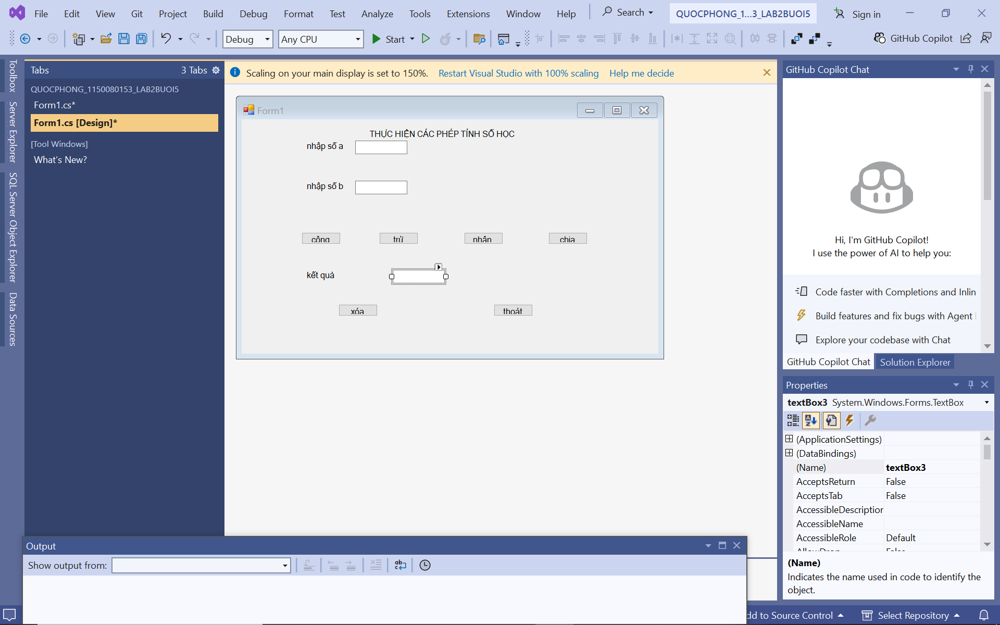 File Edit View Git Project Build Debug Format Test Analyze Tools Extensions Window Help Search QUOCPHONG_1...3_LAB2BUOI5 Sign in
Debug Any CPU Start GitHub Copilot
Toolbox
Server Explorer
SQL Server Object Explorer
Data Sources
Tabs 3 Tabs
QUOCPHONG_1150080153_LAB2BUOI5
Form1.cs*
Form1.cs [Design]*
[Tool Windows]
What's New?
Scaling on your main display is set to 150%. Restart Visual Studio with 100% scaling Help me decide
Form1
THỰC HIỆN CÁC PHÉP TÍNH SỐ HỌC
nhập số a
nhập số b
công trừ nhân chia
kết quả
xóa thoát
GitHub Copilot Chat
Hi, I'm GitHub Copilot!
I use the power of AI to help you:
Code faster with Completions and Inlin
Build features and fix bugs with Agent
Explore your codebase with Chat
GitHub Copilot Chat Solution Explorer
Properties
textBox3 System.Windows.Forms.TextBox
(ApplicationSettings)
(DataBindings)
(Name) textBox3
AcceptsReturn False
AcceptsTab False
AccessibleDescription
AccessibleName
AccessibleRole Default
AllowDrop False
(Name)
Indicates the name used in code to identify the
object.
Output
Show output from:
dd to Source Control Select Repository